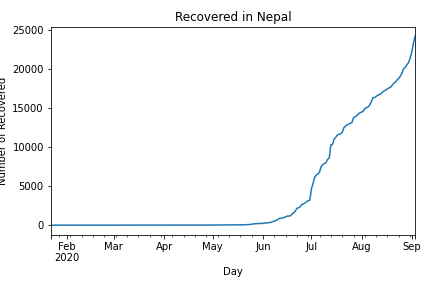 Recovered in Nepal
25000
20000
15000
10000
5000
0
Number of Recovered
Feb Mar Apr May Jun Jul Aug Sep
2020
Day